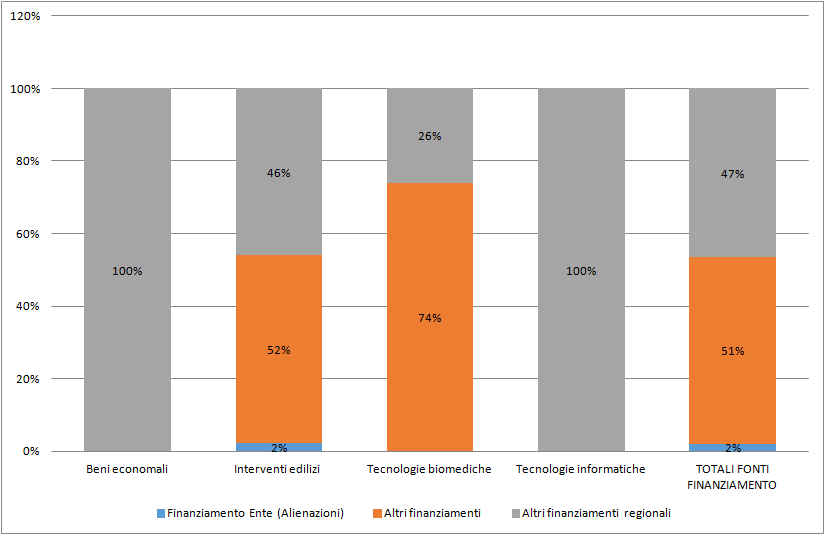 120%
100%
80%
60%
40%
20%
0%
100%
46%
52%
2%
26%
74%
100%
47%
51%
2%
Beni economali
Interventi edilizi
Tecnologie biomediche
Tecnologie informatiche
TOTALI FONTI
FINANZIAMENTO
Finanziamento Ente (Alienazioni)
Altri finanziamenti
Altri finanziamenti regionali